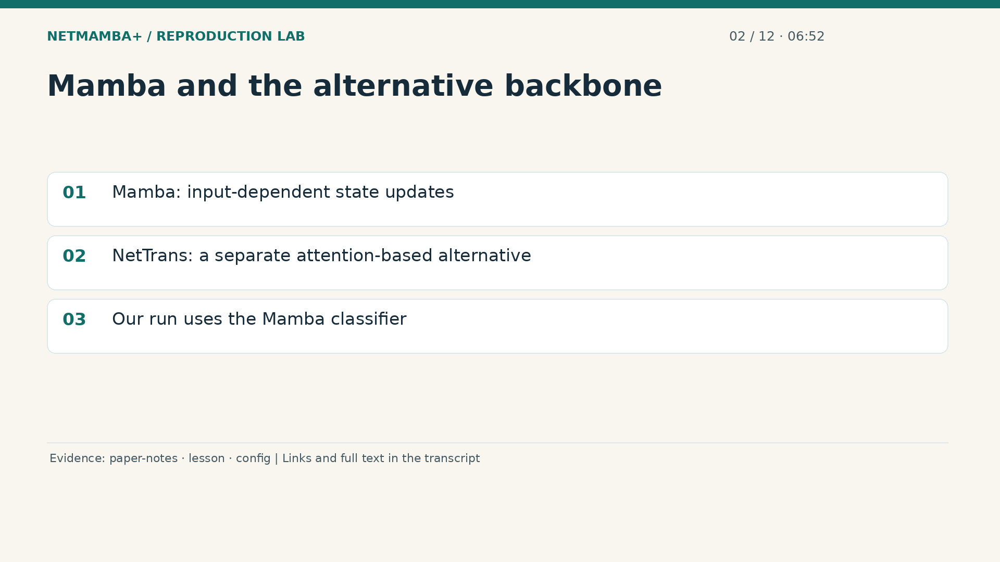 NETMAMBA+ / REPRODUCTION LAB
02 / 12 · 06:52
Mamba and the alternative backbone
01 Mamba: input-dependent state updates
02 NetTrans: a separate attention-based alternative
03 Our run uses the Mamba classifier
Evidence: paper-notes · lesson · config | Links and full text in the transcript